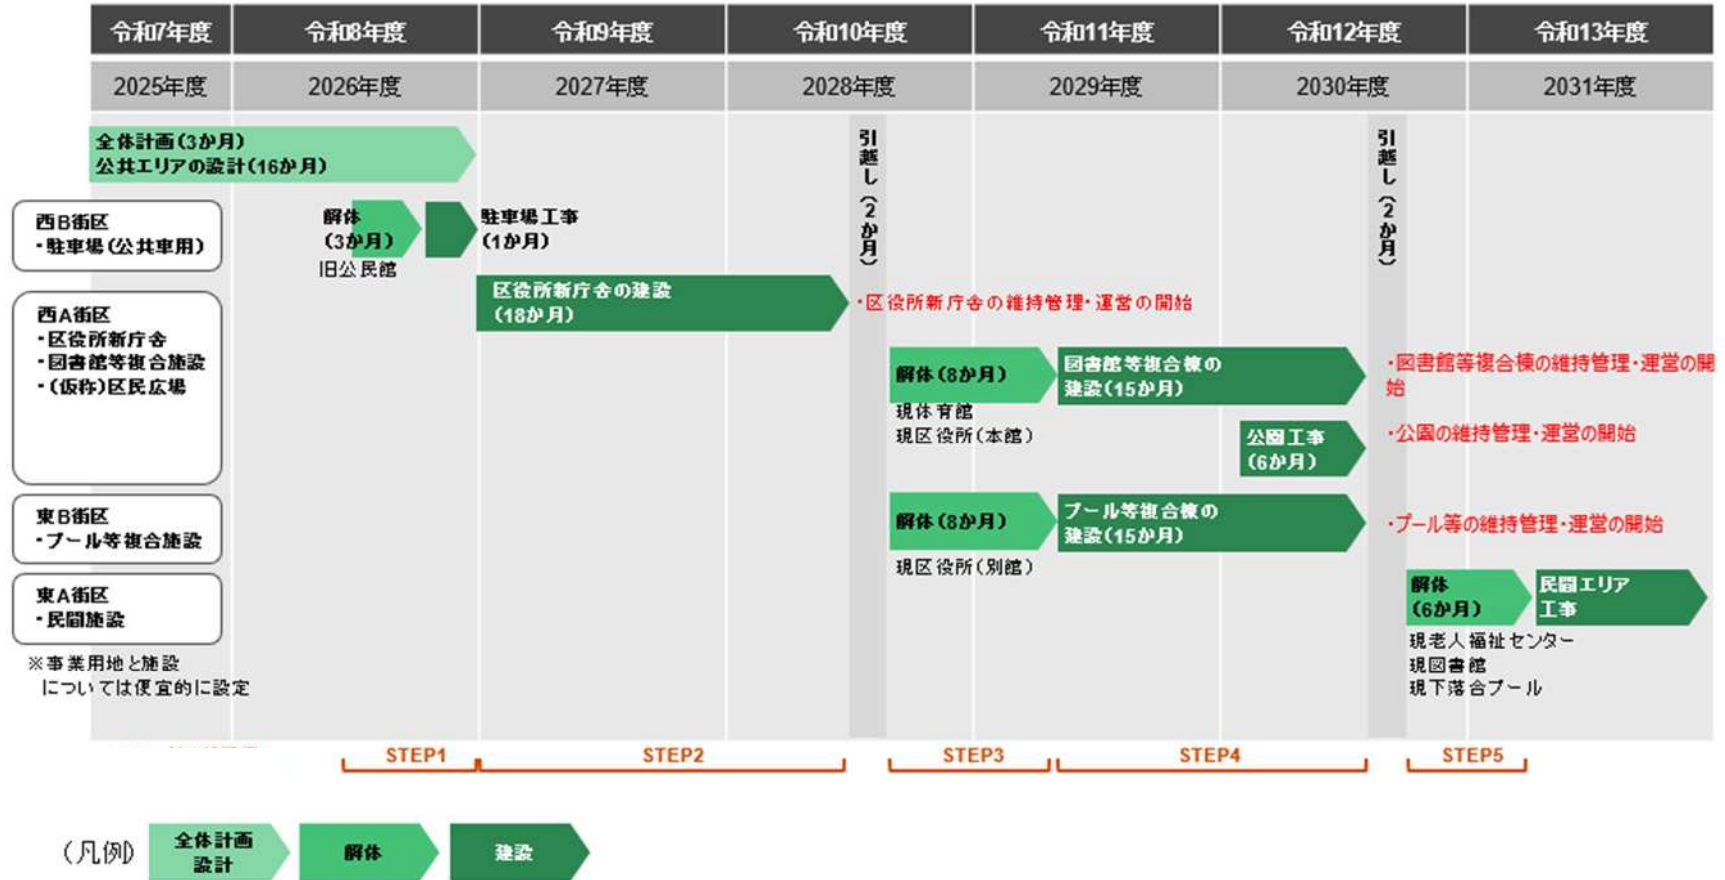 令和7年度 令和8年度 令和9年度 令和10年度 令和11年度 令和12年度 令和13年度
2025年度 2026年度 2027年度 2028年度 2029年度 2030年度 2031年度
全体計画(3か月)
公共エリアの設計(16か月)
引越し(2か月)
引越し(2か月)
西B街区
・駐車場(公共車用)
解体
(3か月)
旧公民館
駐車場工事
(1か月)
西A街区
・区役所新庁舎
・図書館等複合施設
・(仮称)区民広場
区役所新庁舎の建設
(18か月)
・区役所新庁舎の維持管理・運営の開始
解体(8か月)
現体育館
現区役所(本館)
図書館等複合棟の
建設(15か月)
・図書館等複合棟の維持管理・運営の開
始
公園工事
(6か月)
・公園の維持管理・運営の開始
東B街区
・プール等複合施設
解体(8か月)
現区役所(別館)
プール等複合棟の
建設(15か月)
・プール等の維持管理・運営の開始
東A街区
・民間施設
解体
(6か月)
現老人福祉センター
現図書館
現下落合プール
民間エリア
工事
※事業用地と施設
については便宜的に設定
STEP1 STEP2 STEP3 STEP4 STEP5
(凡例)
全体計画
設計
解体
建設